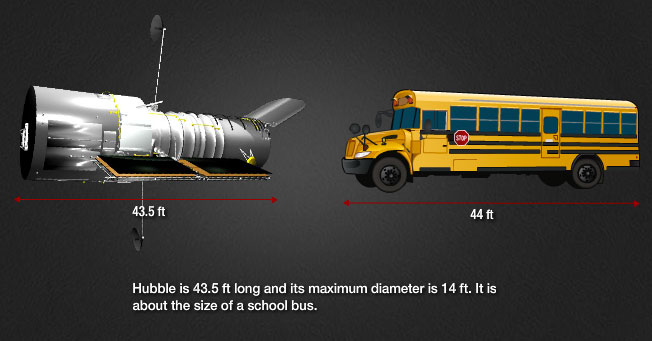 STOP
43.5 ft
44 ft
Hubble is 43.5 ft long and its maximum diameter is 14 ft. It is
about the size of a school bus.